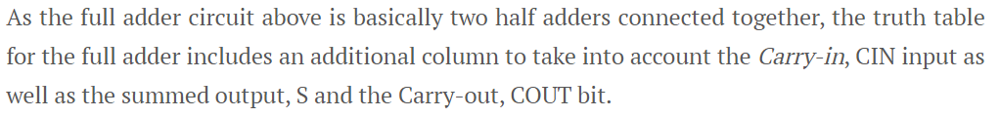 As the full adder circuit above is basically two half adders connected together, the truth table
for the full adder includes an additional column to take into account the Carry-in, CIN input as
well as the summed output, S and the Carry-out, COUT bit.